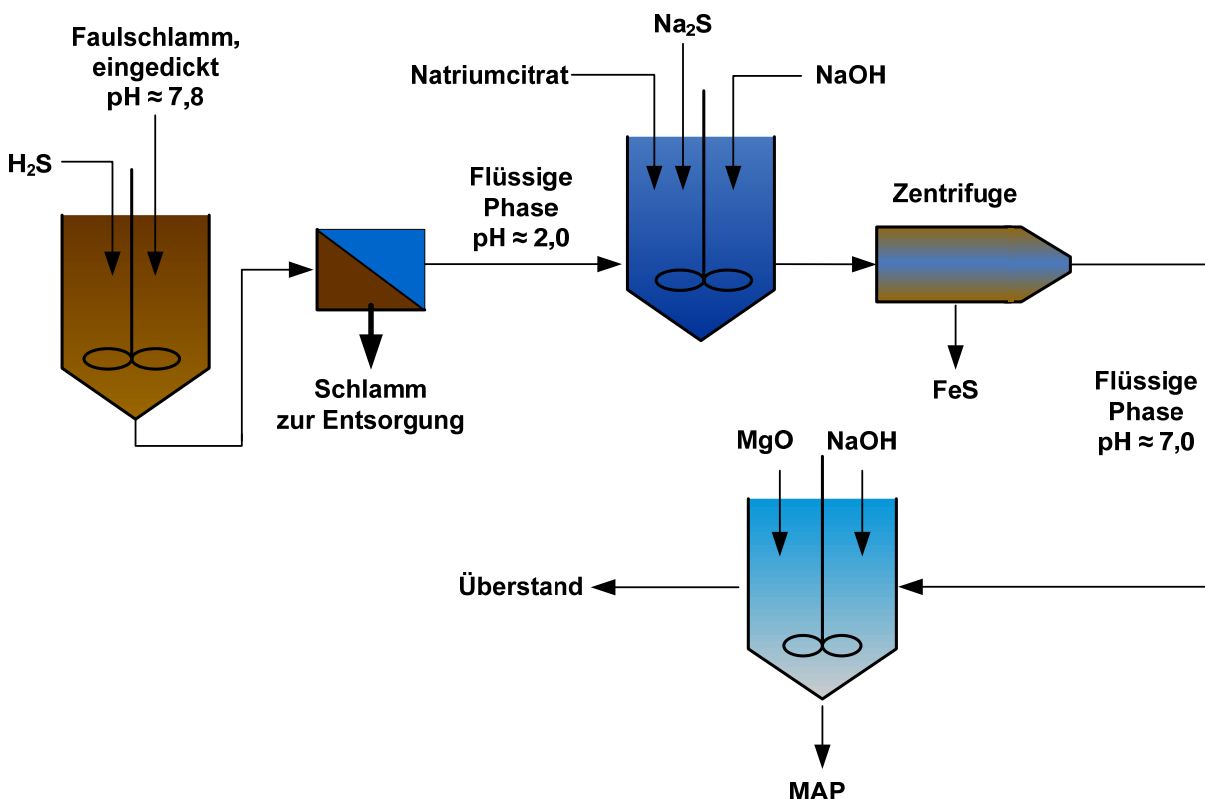 Faulschlamm,
eingedickt
pH ≈ 7,8
H₂S
Na₂S
Natriumcitrat
NaOH
Flüssige
Phase
pH ≈ 2,0
Zentrifuge
Schlamm
zur Entsorgung
FeS
Flüssige
Phase
pH ≈ 7,0
MgO
NaOH
Überstand
MAP